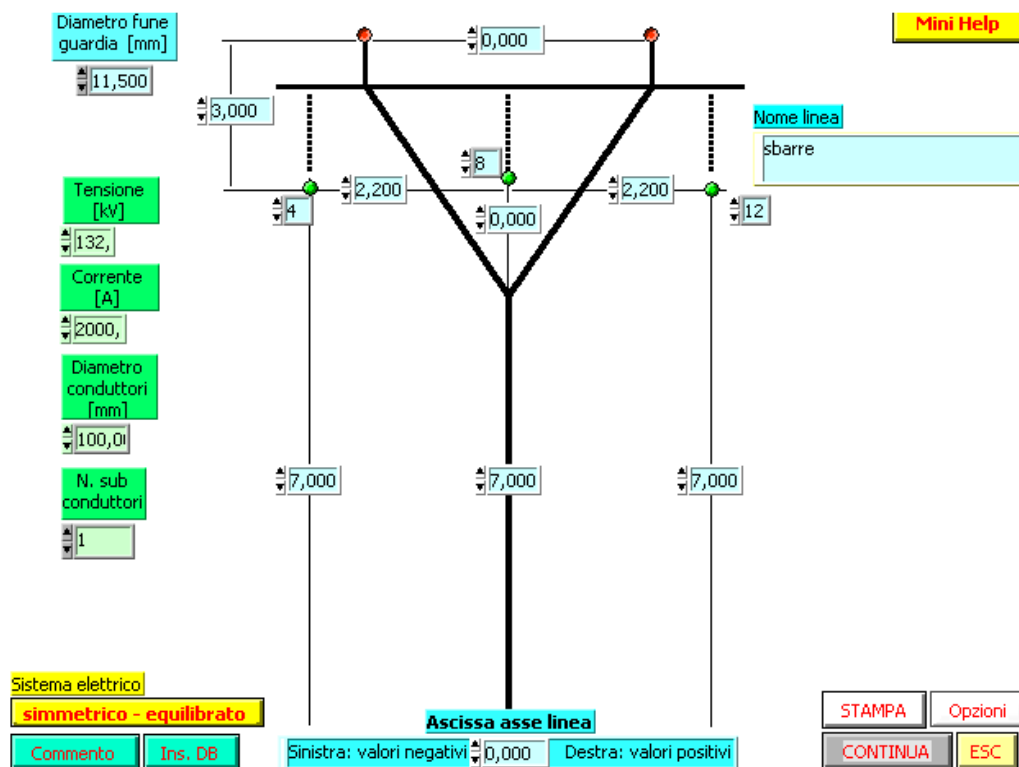 Diametro fune
guardia [mm]
11,500
0,000
Mini Help
3,000
Nome linea
sbarre
8
2,200
2,200
4
0,000
12
Tensione
[kV]
132,
Corrente
[A]
2000,
Diametro
conduttori
[mm]
100,0
7,000
7,000
7,000
N. sub
conduttori
1
Sistema elettrico
simmetrico - equilibrato
Commento
Ins. DB
Ascissa asse linea
Sinistra: valori negativi
0,000
Destra: valori positivi
STAMPA
Opzioni
CONTINUA
ESC